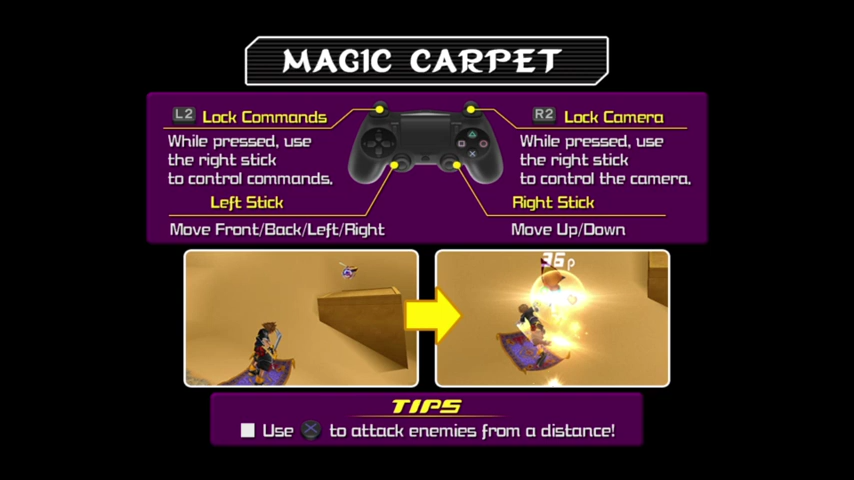 MAGIC CARPET
L2 Lock Commands
While pressed, use
the right stick
to control commands.
Left Stick
Move Front/Back/Left/Right
R2 Lock Camera
While pressed, use
the right stick
to control the camera.
Right Stick
Move Up/Down
36p
TIPS
Use to attack enemies from a distance!